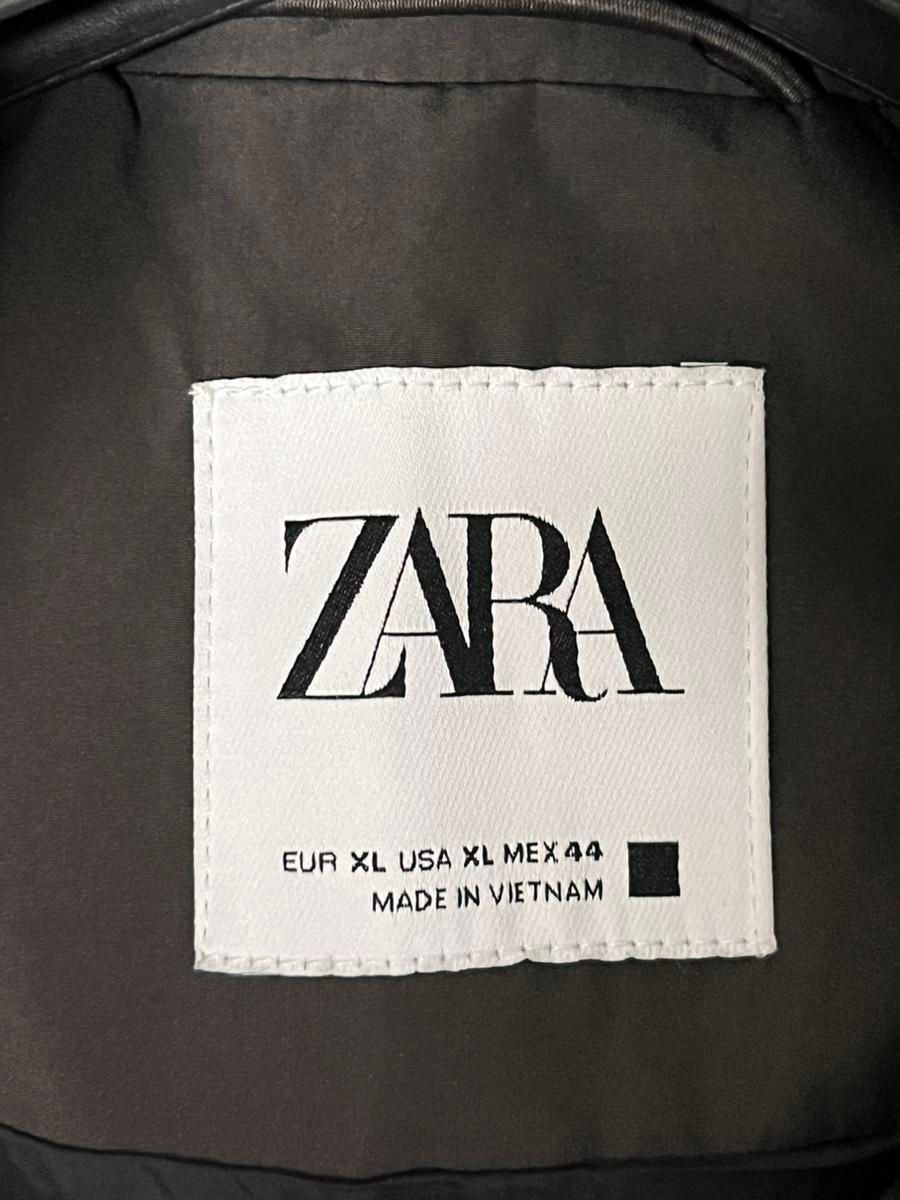 ZARA
EUR XL USA XL MEX 44
MADE IN VIETNAM